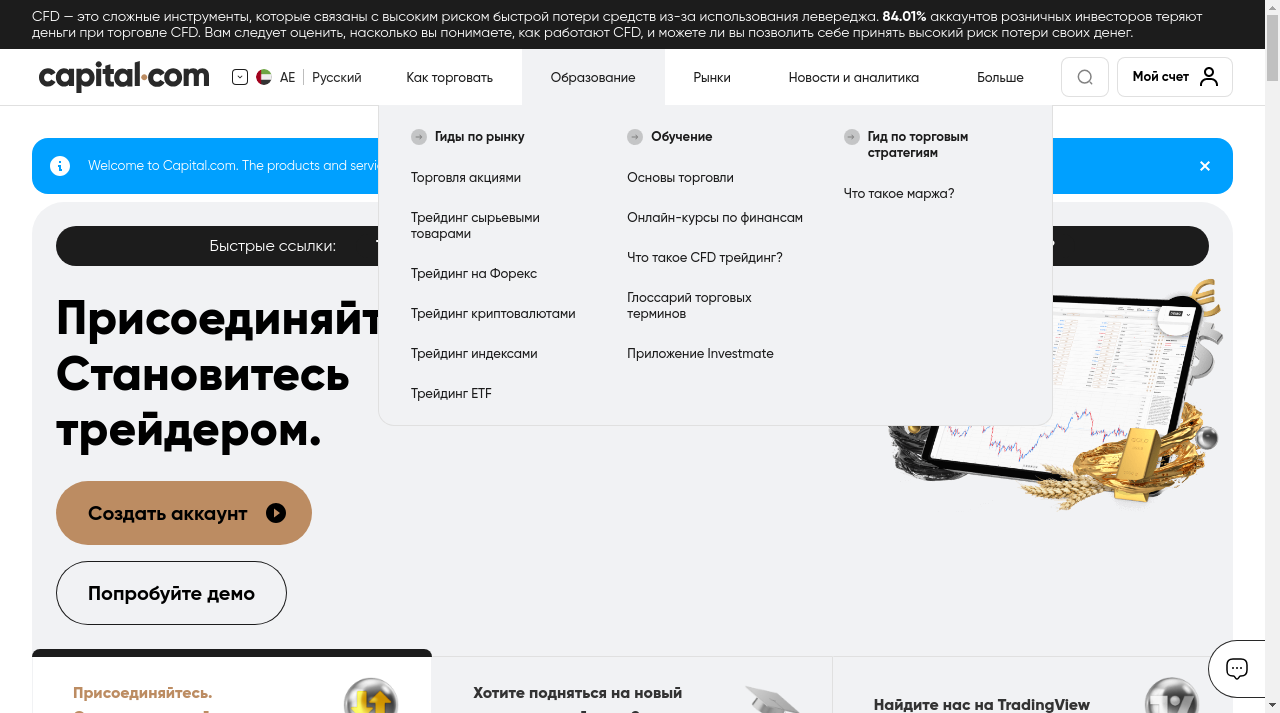 CFD — это сложные инструменты, которые связаны с высоким риском быстрой потери средств из-за использования левереджа. 84.01% аккаунтов розничных инвесторов теряют
деньги при торговле CFD. Вам следует оценить, насколько вы понимаете, как работают CFD, и можете ли вы позволить себе принять высокий риск потери своих денег.
capital.com AE Русский Как торговать Образование Рынки Новости и аналитика Больше Мой счет
Гиды по рынку
Торговля акциями
Трейдинг сырьевыми
товарами
Трейдинг на Форекс
Трейдинг криптовалютами
Трейдинг индексами
Трейдинг ETF
Обучение
Основы торговли
Онлайн-курсы по финансам
Что такое CFD трейдинг?
Глоссарий торговых
терминов
Приложение Investmate
Гид по торговым
стратегиям
Что такое маржа?
Welcome to Capital.com. The products and
Быстрые ссылки:
Присоединяйт
Становитесь
трейдером.
Создать аккаунт
Попробуйте демо
Присоединяйтесь.
Хотите подняться на новый
Найдите нас на TradingView